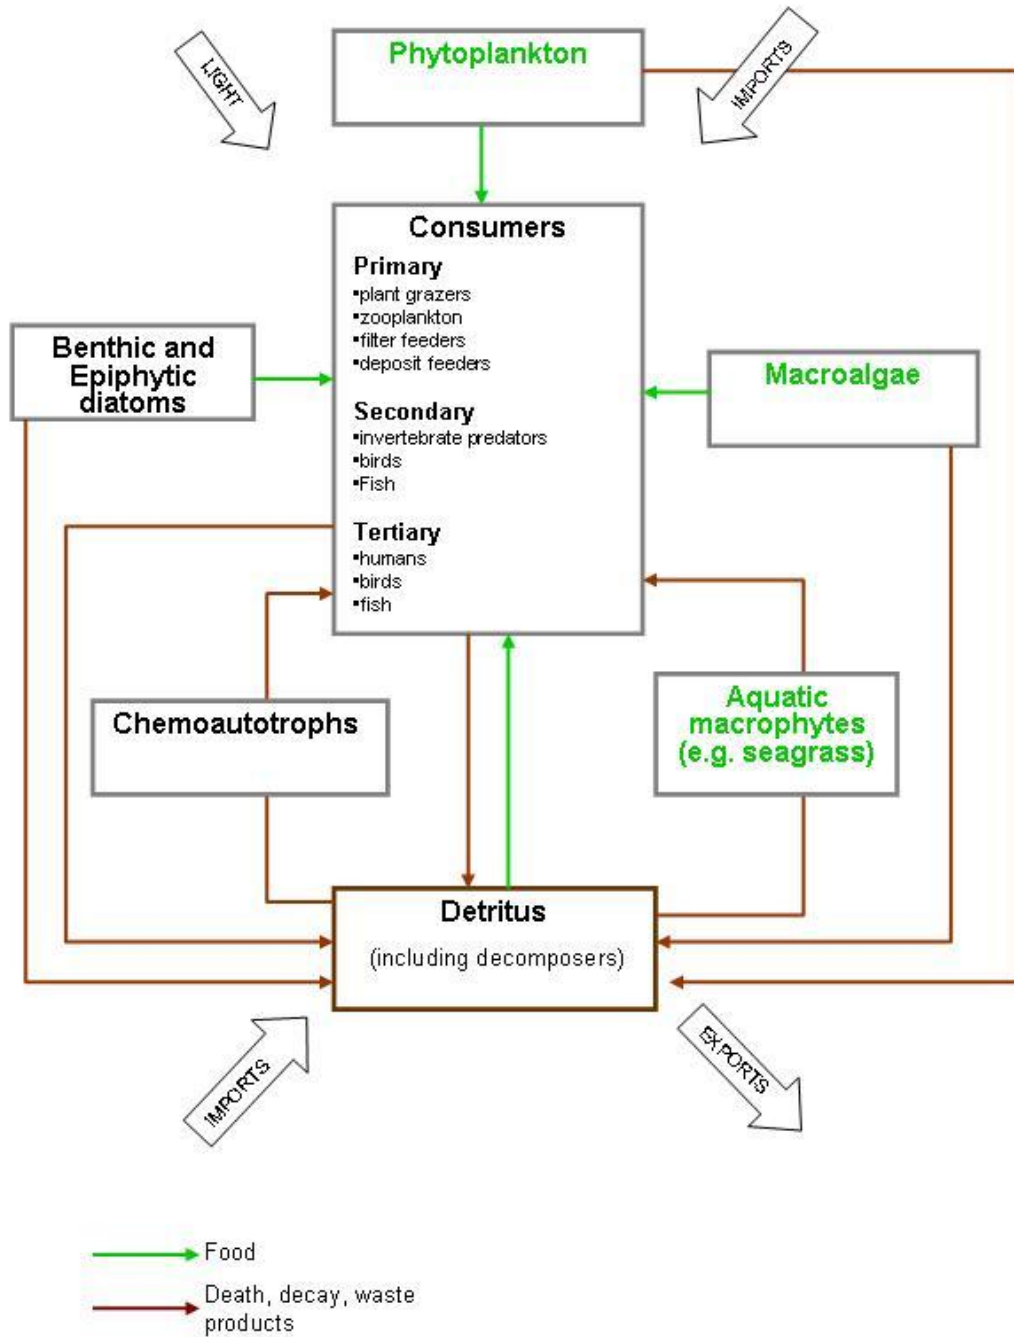 Phytoplankton
LIGHT
IMPORTS
Consumers
Primary
▪plant grazers
▪zooplankton
▪filter feeders
▪deposit feeders
Secondary
▪invertebrate predators
▪birds
▪Fish
Tertiary
▪humans
▪birds
▪fish
Benthic and
Epiphytic
diatoms
Macroalgae
Chemoautotrophs
Aquatic
macrophytes
(e.g. seagrass)
Detritus
(including decomposers)
IMPORTS
EXPORTS
Food
Death, decay, waste
products